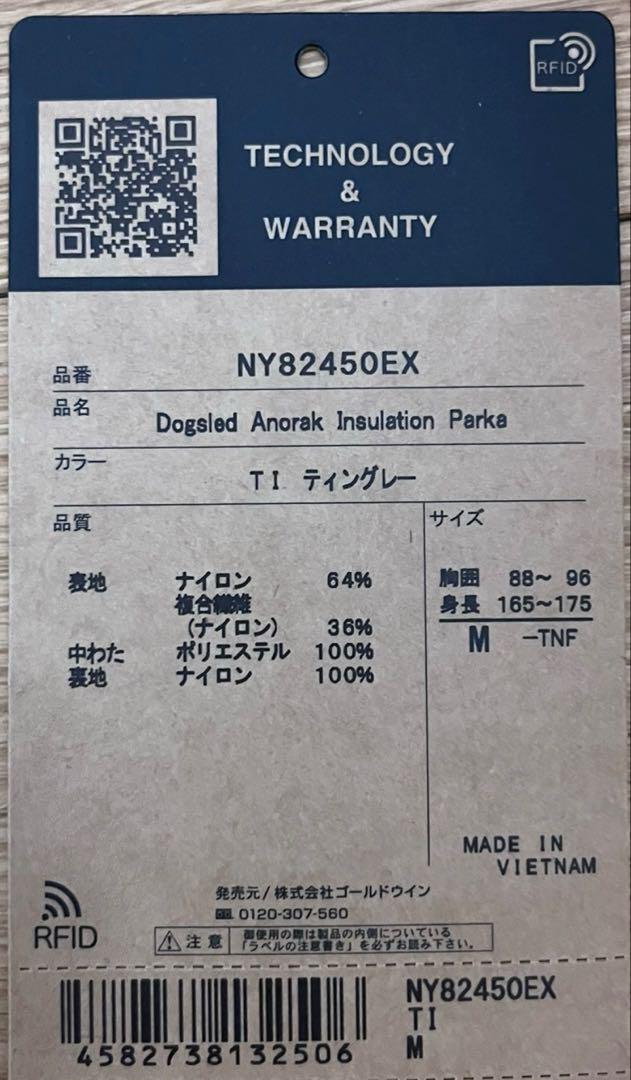 RFID
TECHNOLOGY
&
WARRANTY
品番 NY82450EX
品名 Dogsled Anorak Insulation Parka
カラー TI ティングレー
品質
表地 ナイロン 64%
複合繊維
(ナイロン) 36%
中わた ポリエステル 100%
裏地 ナイロン 100%
サイズ
胸囲 88~ 96
身長 165~175
M -TNF
MADE IN
VIETNAM
発売元/株式会社ゴールドウイン
0120-307-560
RFID
注意 御使用の際は製品の内側についている
「ラベルの注意書き」を必ずお読み下さい。
4582738132506
NY82450EX
TI
M